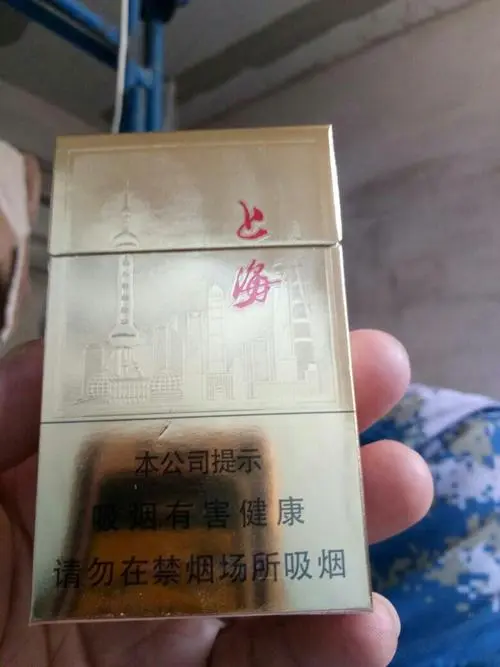 上海
本公司提示
吸烟有害健康
请勿在禁烟场所吸烟